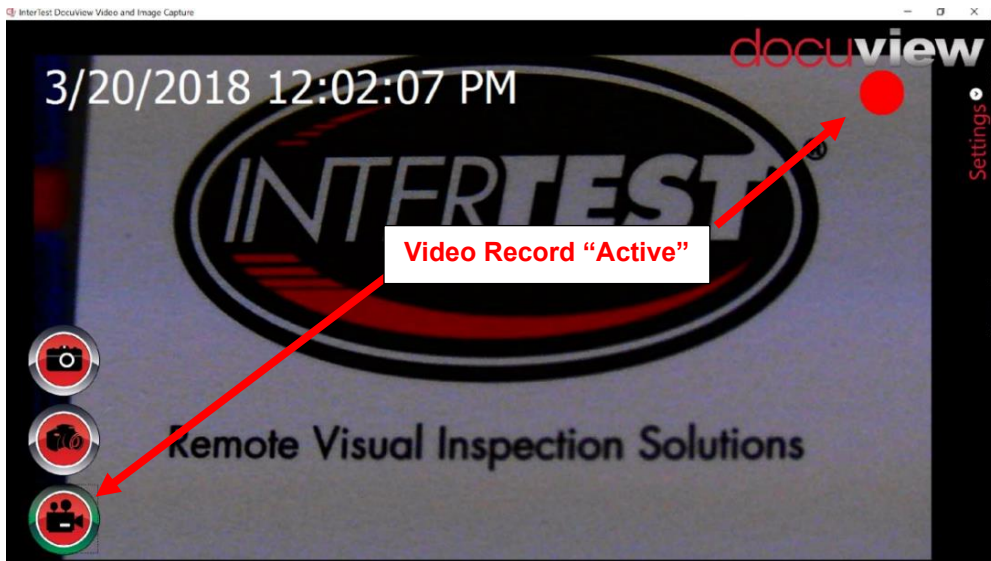 InterTest DocuView Video and Image Capture
docuview
3/20/2018 12:02:07 PM
Settings
INTERTEST®
Video Record “Active”
Remote Visual Inspection Solutions